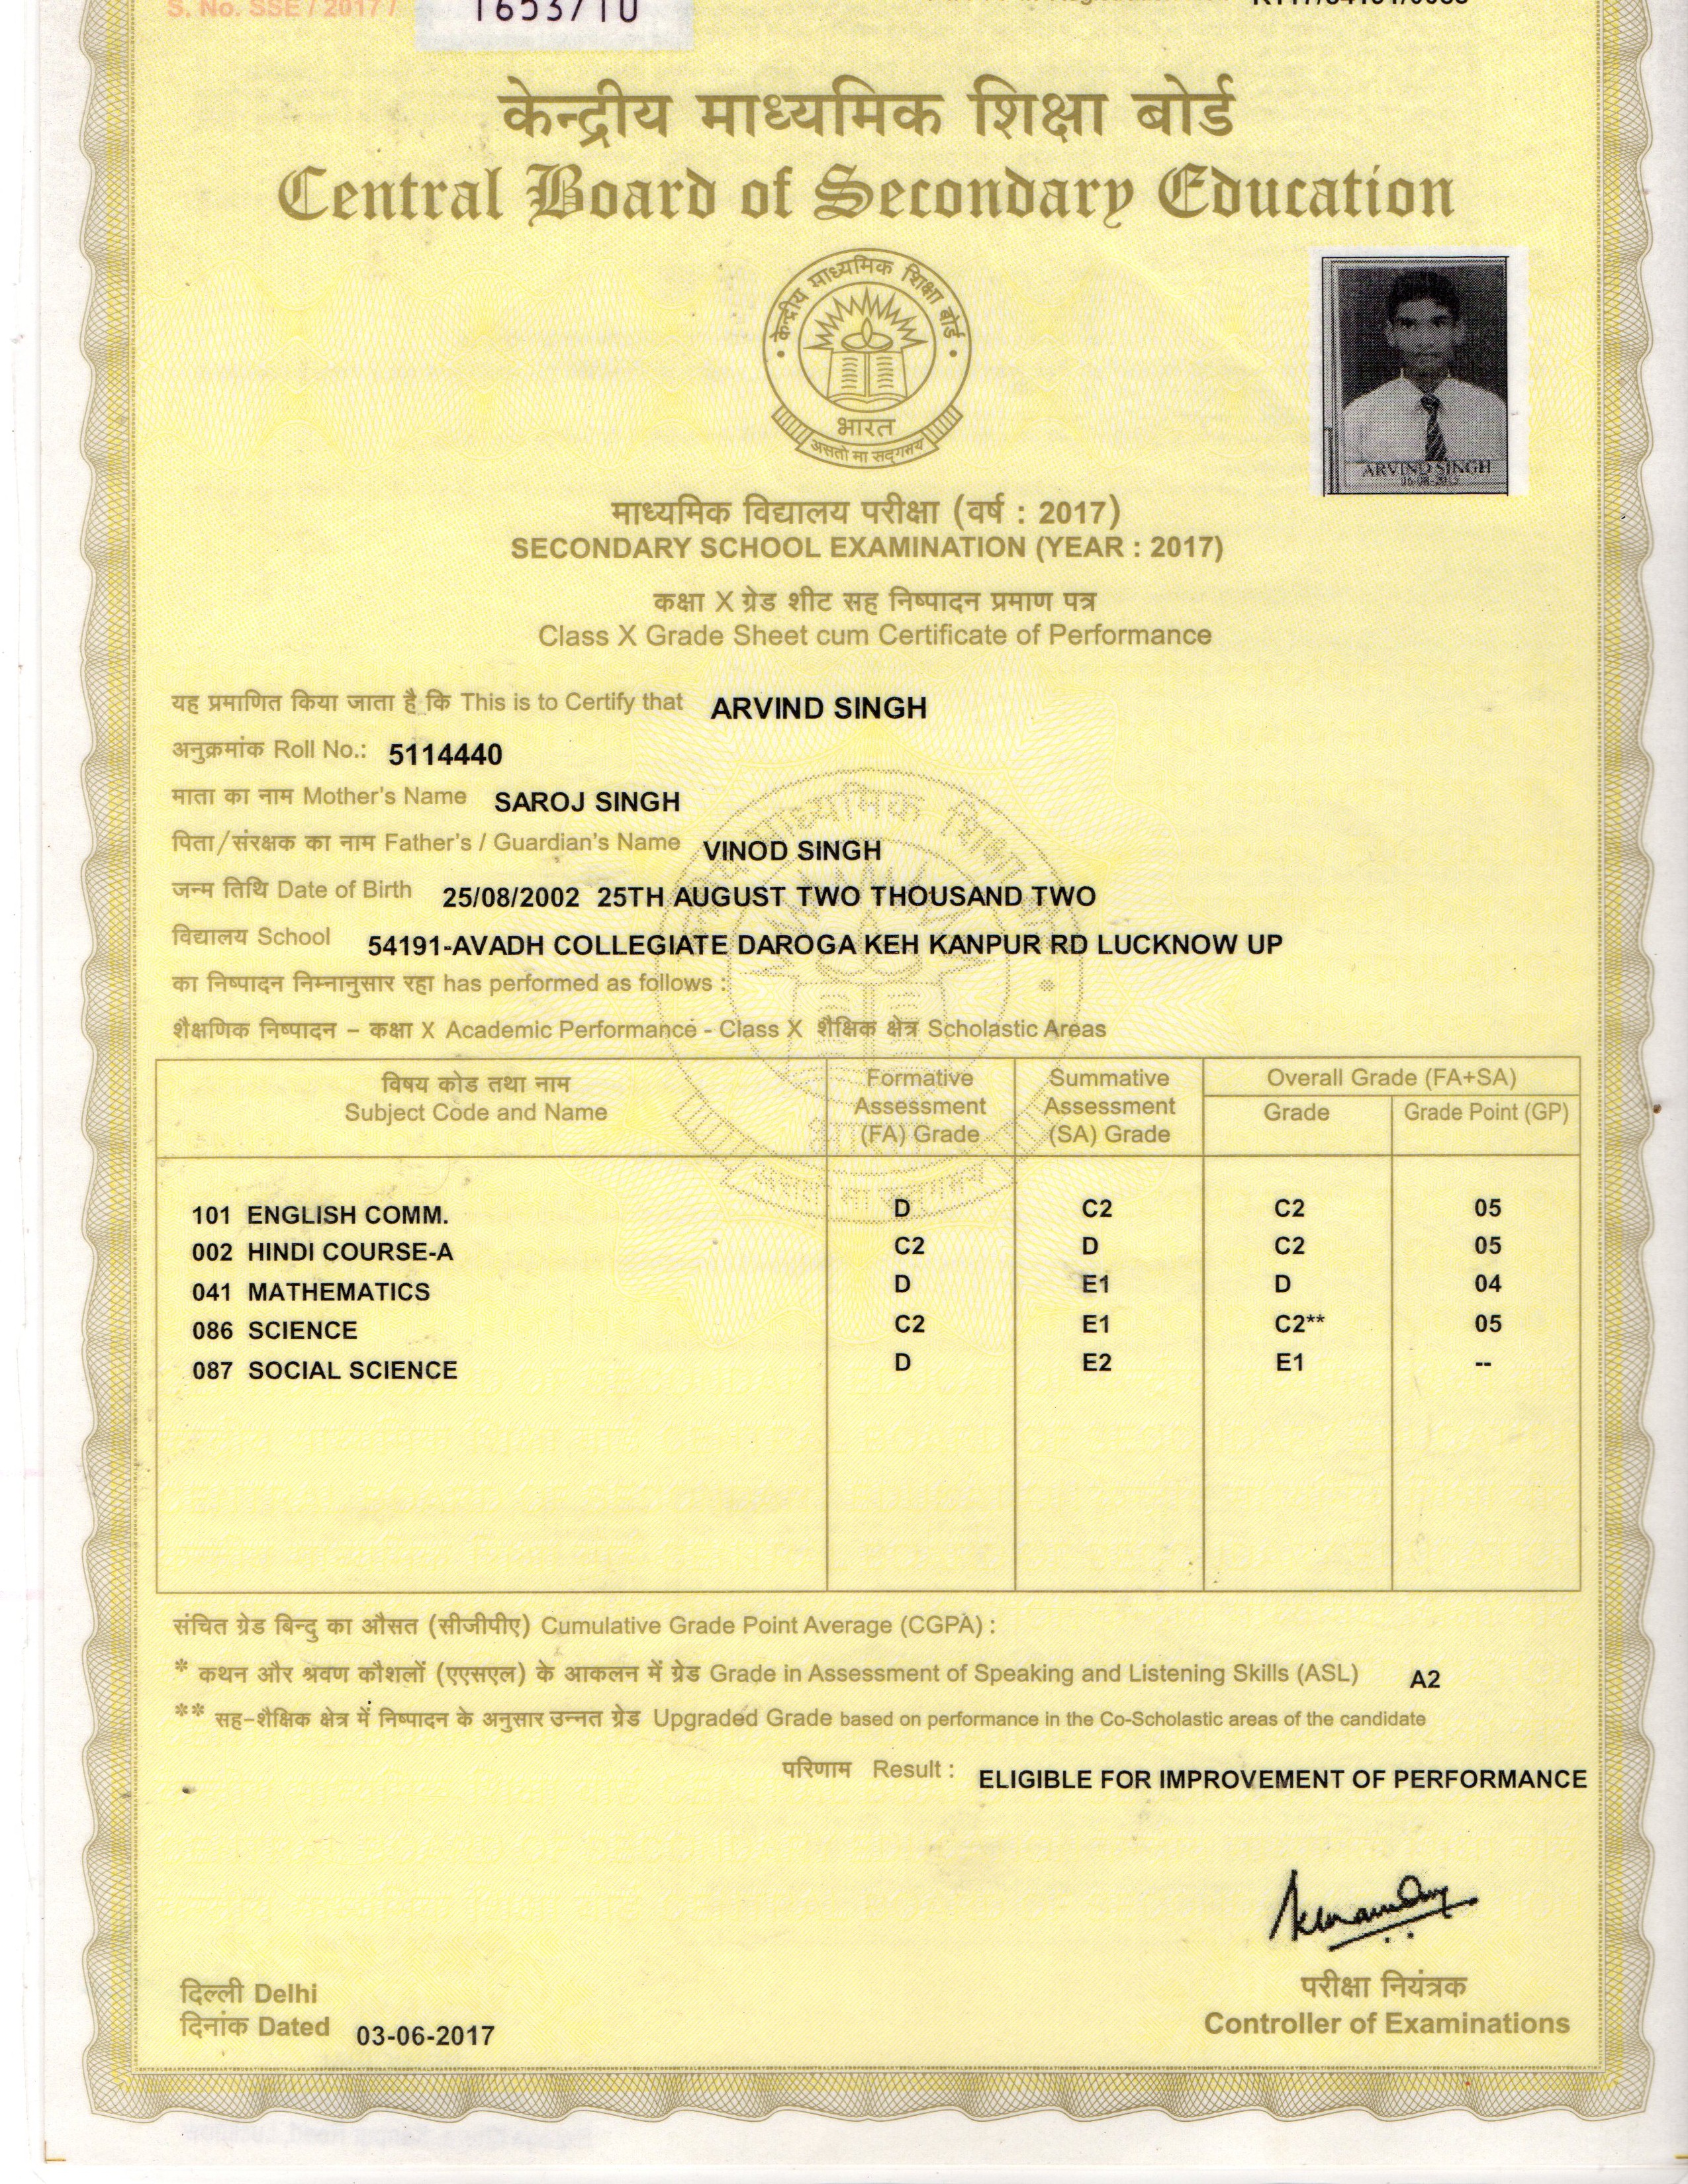 S. No. SSE / 2017 /
केन्द्रीय माध्यमिक शिक्षा बोर्ड
Central Board of Secondary Education
केन्द्रीय माध्यमिक शिक्षा बोर्ड
भारत
असतो मा सद्गमय
ARVIND SINGH
माध्यमिक विद्यालय परीक्षा (वर्ष : 2017)
SECONDARY SCHOOL EXAMINATION (YEAR : 2017)
कक्षा X ग्रेड शीट सह निष्पादन प्रमाण पत्र
Class X Grade Sheet cum Certificate of Performance
यह प्रमाणित किया जाता है कि This is to Certify that ARVIND SINGH
अनुक्रमांक Roll No.: 5114440
माता का नाम Mother's Name SAROJ SINGH
पिता/संरक्षक का नाम Father's / Guardian's Name VINOD SINGH
जन्म तिथि Date of Birth 25/08/2002 25TH AUGUST TWO THOUSAND TWO
विद्यालय School 54191-AVADH COLLEGIATE DAROGA KEH KANPUR RD LUCKNOW UP
का निष्पादन निम्नानुसार रहा has performed as follows :
शैक्षणिक निष्पादन – कक्षा X Academic Performance - Class X शैक्षिक क्षेत्र Scholastic Areas
विषय कोड तथा नाम
Subject Code and Name
Formative Assessment (FA) Grade
Summative Assessment (SA) Grade
Overall Grade (FA+SA)
Grade
Grade Point (GP)
101 ENGLISH COMM. D C2 C2 05
002 HINDI COURSE-A C2 D C2 05
041 MATHEMATICS D E1 D 04
086 SCIENCE C2 E1 C2** 05
087 SOCIAL SCIENCE D E2 E1 --
संचित ग्रेड बिन्दु का औसत (सीजीपीए) Cumulative Grade Point Average (CGPA) :
* कथन और श्रवण कौशलों (एएसएल) के आकलन में ग्रेड Grade in Assessment of Speaking and Listening Skills (ASL) A2
** सह-शैक्षिक क्षेत्र में निष्पादन के अनुसार उन्नत ग्रेड Upgraded Grade based on performance in the Co-Scholastic areas of the candidate
परिणाम Result : ELIGIBLE FOR IMPROVEMENT OF PERFORMANCE
दिल्ली Delhi
दिनांक Dated 03-06-2017
परीक्षा नियंत्रक
Controller of Examinations